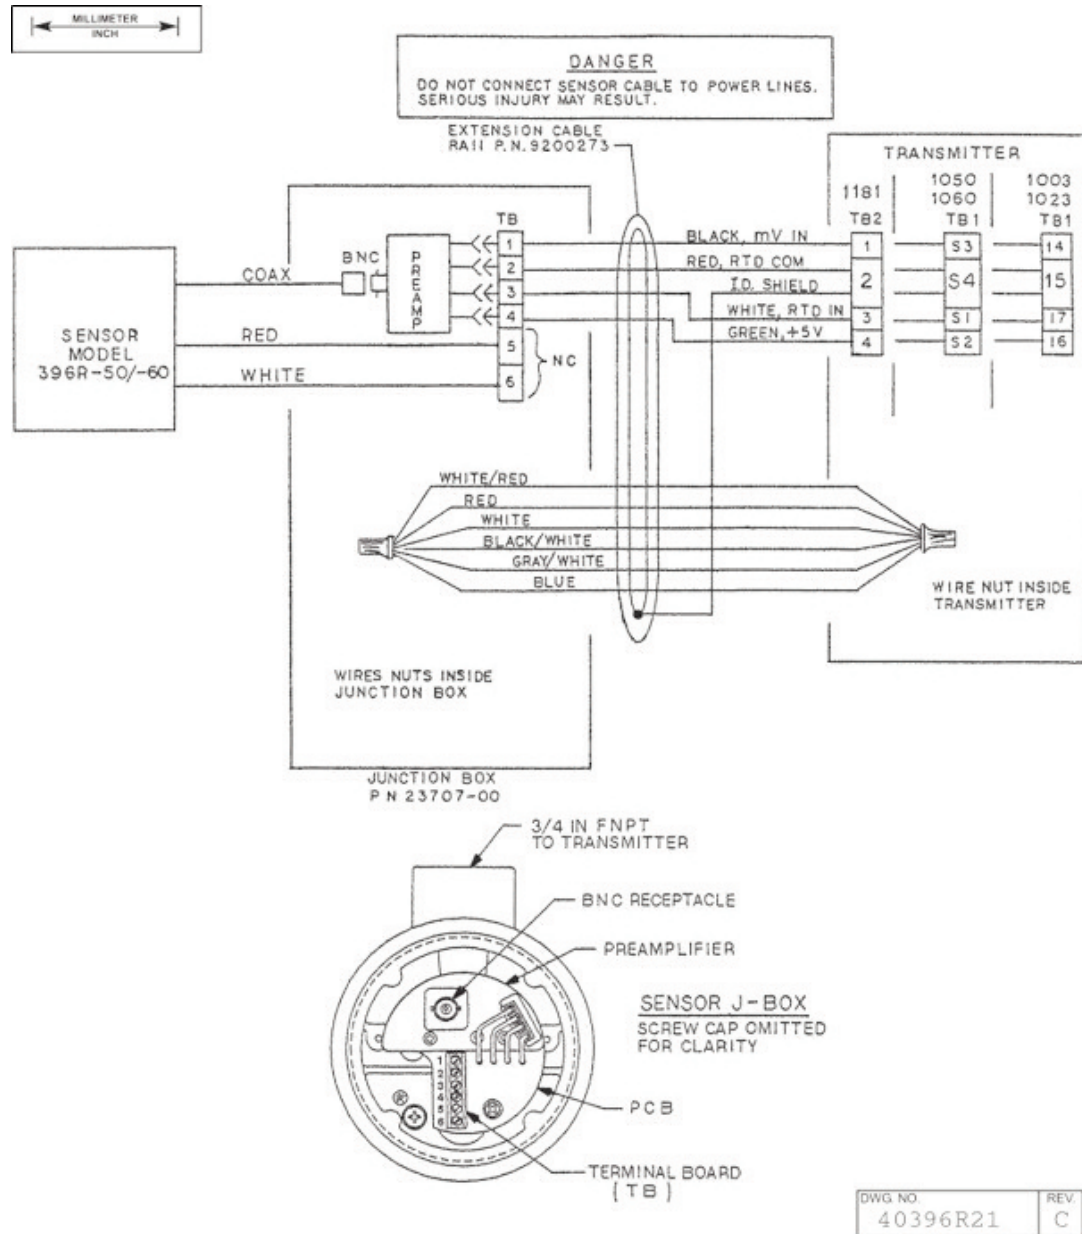 MILLIMETER
INCH
DANGER
DO NOT CONNECT SENSOR CABLE TO POWER LINES.
SERIOUS INJURY MAY RESULT.
EXTENSION CABLE
RAII P.N.9200273
TRANSMITTER
1181
1050
1060
1003
1023
TB2
TB1
TB1
TB
BNC
PREAMP
1
2
3
4
5
6
NC
BLACK, mV IN
RED, RTD COM
I.D. SHIELD
WHITE, RTD IN
GREEN,+5V
1
2
3
4
S3
S4
S1
S2
14
15
17
16
SENSOR
MODEL
396R-50/-60
COAX
RED
WHITE
WHITE/RED
RED
WHITE
BLACK/WHITE
GRAY/WHITE
BLUE
WIRE NUT INSIDE
TRANSMITTER
WIRES NUTS INSIDE
JUNCTION BOX
JUNCTION BOX
P N 23707-00
3/4 IN FNPT
TO TRANSMITTER
BNC RECEPTACLE
PREAMPLIFIER
SENSOR J-BOX
SCREW CAP OMITTED
FOR CLARITY
1
2
3
4
5
6
PCB
TERMINAL BOARD
(TB)
DWG. NO.
40396R21
REV.
C